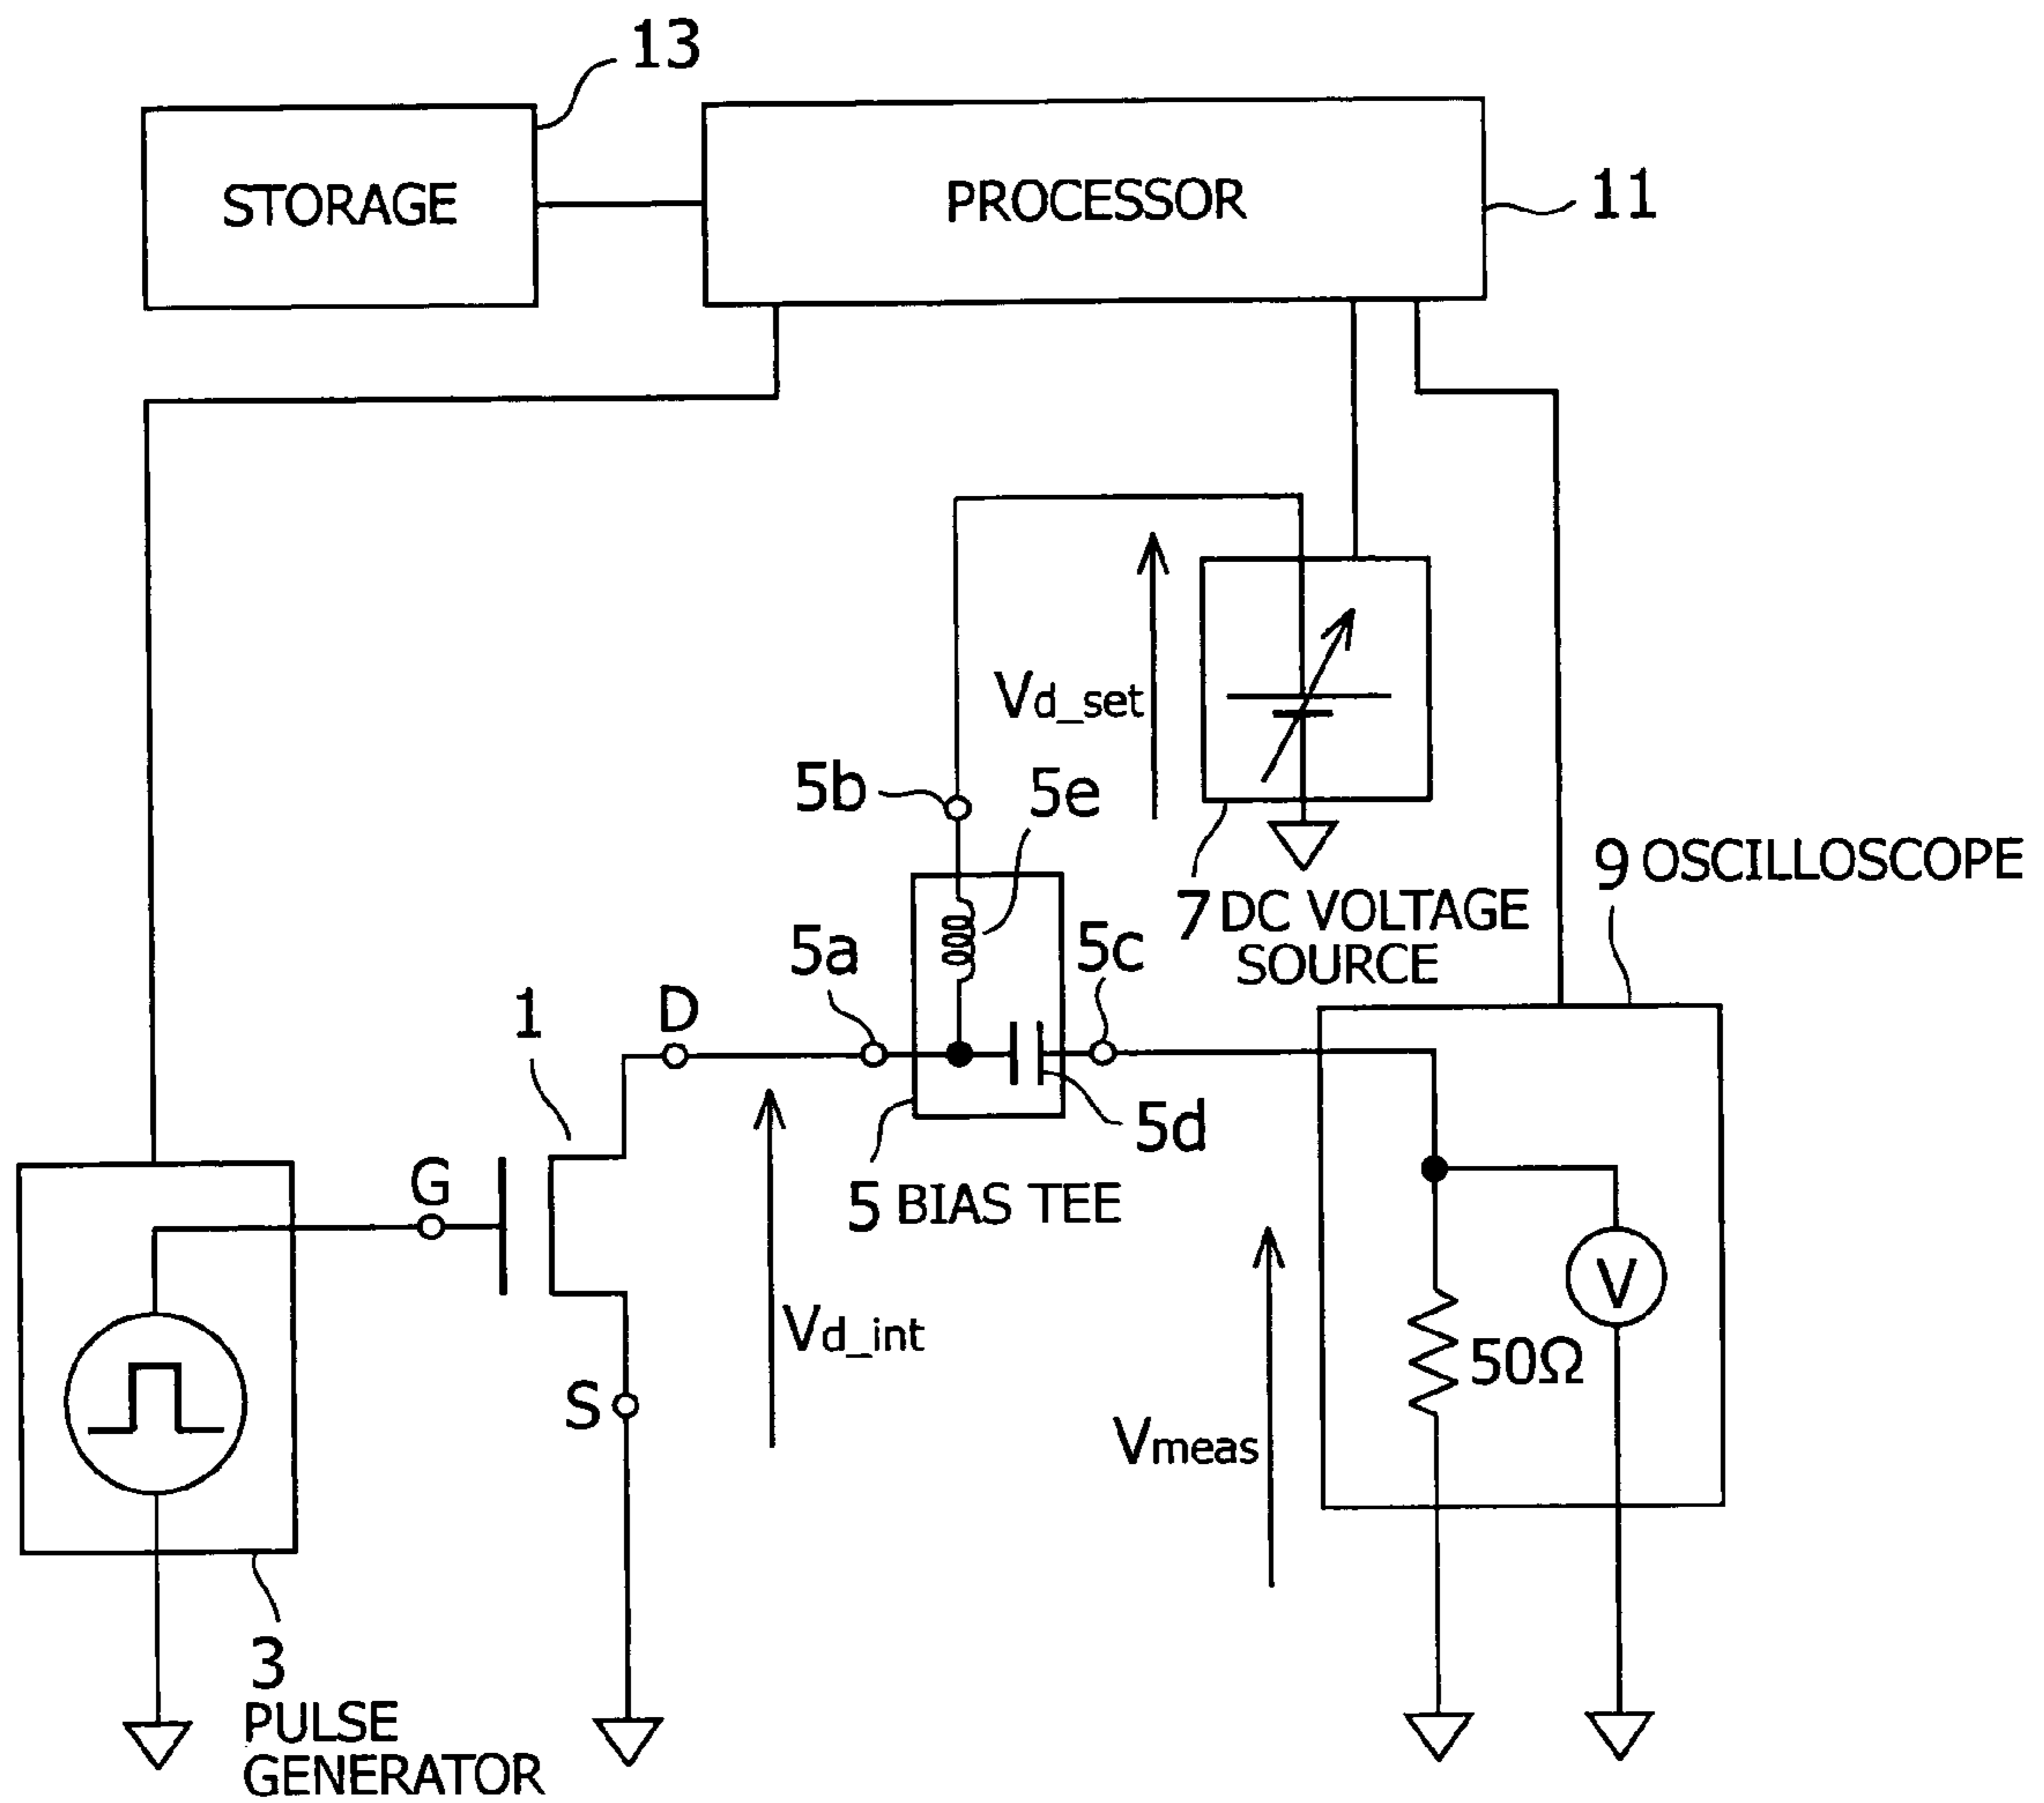 13
STORAGE
PROCESSOR
11
Vd_set
5b
5e
9 OSCILLOSCOPE
7 DC VOLTAGE
SOURCE
5a
5c
1
D
5d
G
5 BIAS TEE
V
Vd_int
50Ω
S
Vmeas
3
PULSE
GENERATOR